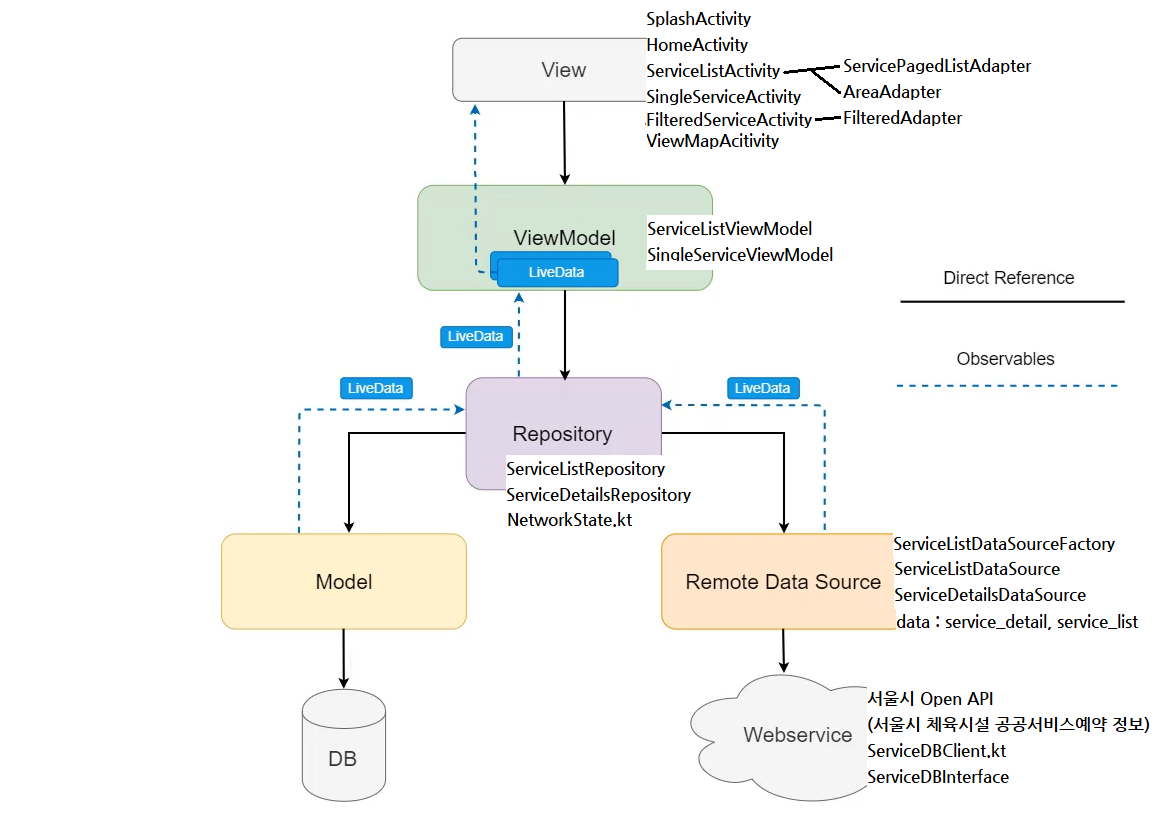 SplashActivity
HomeActivity
View
ServiceListActivity
ServicePagedListAdapter
AreaAdapter
SingleServiceActivity
FilteredServiceActivity
FilteredAdapter
ViewMapAcitivity
ViewModel
ServiceListViewModel
SingleServiceViewModel
LiveData
Direct Reference
LiveData
Observables
LiveData
LiveData
Repository
ServiceListRepository
ServiceDetailsRepository
NetworkState.kt
Model
Remote Data Source
ServiceListDataSourceFactory
ServiceListDataSource
ServiceDetailsDataSource
data : service_detail, service_list
DB
Webservice
서울시 Open API
(서울시 체육시설 공공서비스예약 정보)
ServiceDBClient.kt
ServiceDBInterface